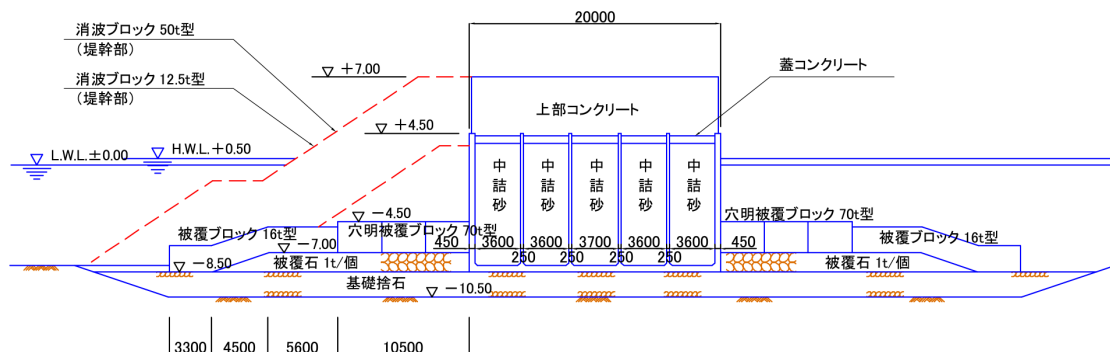 20000
消波ブロック 50t型
（堤幹部）
消波ブロック 12.5t型
（堤幹部）
▽ +7.00
蓋コンクリート
上部コンクリート
▽ +4.50
▽ L.W.L.±0.00
▽ H.W.L.+0.50
中詰砂
中詰砂
中詰砂
中詰砂
中詰砂
▽ -4.50
穴明被覆ブロック 70t型
穴明被覆ブロック 70t型
被覆ブロック 16t型
被覆ブロック 16t型
▽ -7.00
450 3600 3600 3700 3600 3600 450
250 250 250 250
▽ -8.50
被覆石 1t/個
被覆石 1t/個
基礎捨石
▽ -10.50
3300 4500 5600 10500